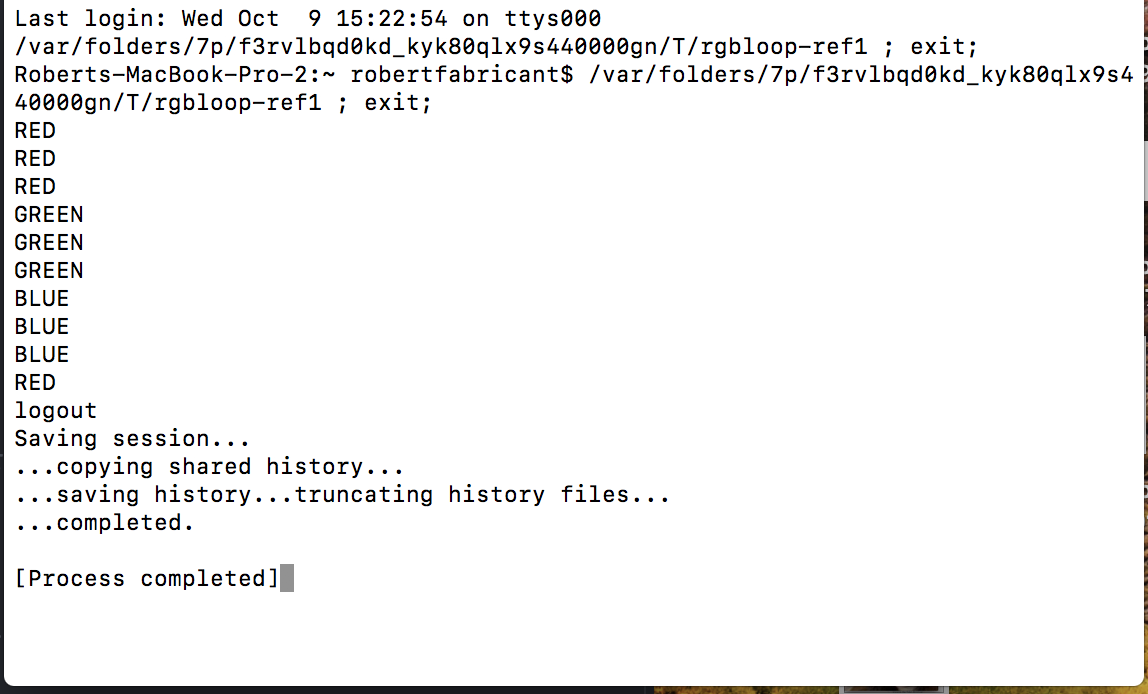 Last login: Wed Oct  9 15:22:54 on ttys000
/var/folders/7p/f3rvlbqd0kd_kyk80qlx9s440000gn/T/rgbloop-ref1 ; exit;
Roberts-MacBook-Pro-2:~ robertfabricant$ /var/folders/7p/f3rvlbqd0kd_kyk80qlx9s4
40000gn/T/rgbloop-ref1 ; exit;
RED
RED
RED
GREEN
GREEN
GREEN
BLUE
BLUE
BLUE
RED
logout
Saving session...
...copying shared history...
...saving history...truncating history files...
...completed.
[Process completed]